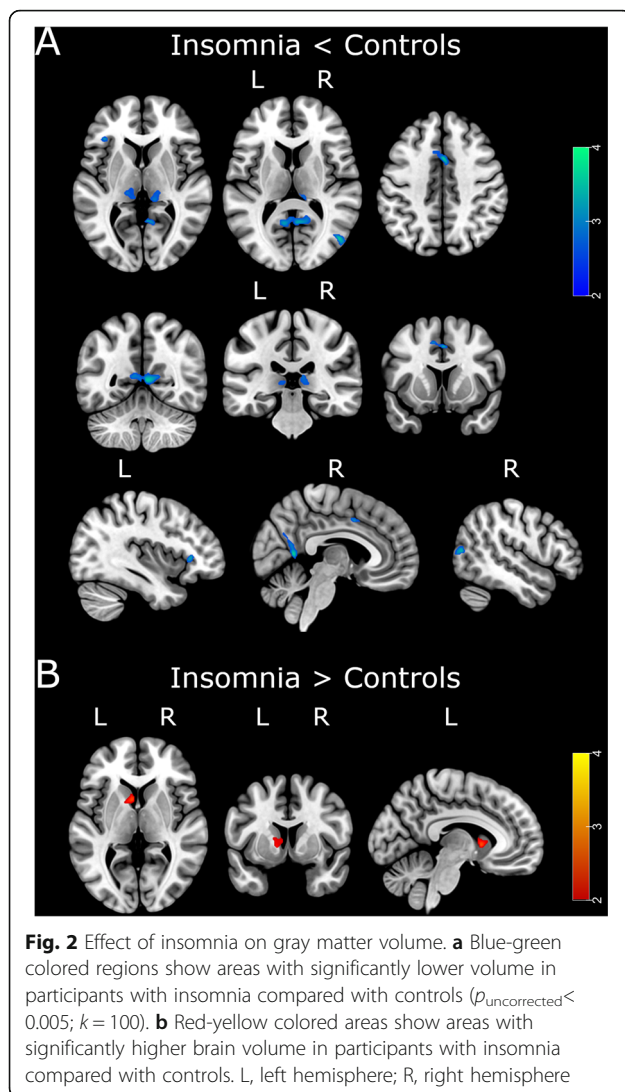 A
Insomnia < Controls
L R
4
3
2
L R
L R R
B
Insomnia > Controls
L R L R L
4
3
2
Fig. 2 Effect of insomnia on gray matter volume. a Blue-green
colored regions show areas with significantly lower volume in
participants with insomnia compared with controls (puncorrected<
0.005; k = 100). b Red-yellow colored areas show areas with
significantly higher brain volume in participants with insomnia
compared with controls. L, left hemisphere; R, right hemisphere